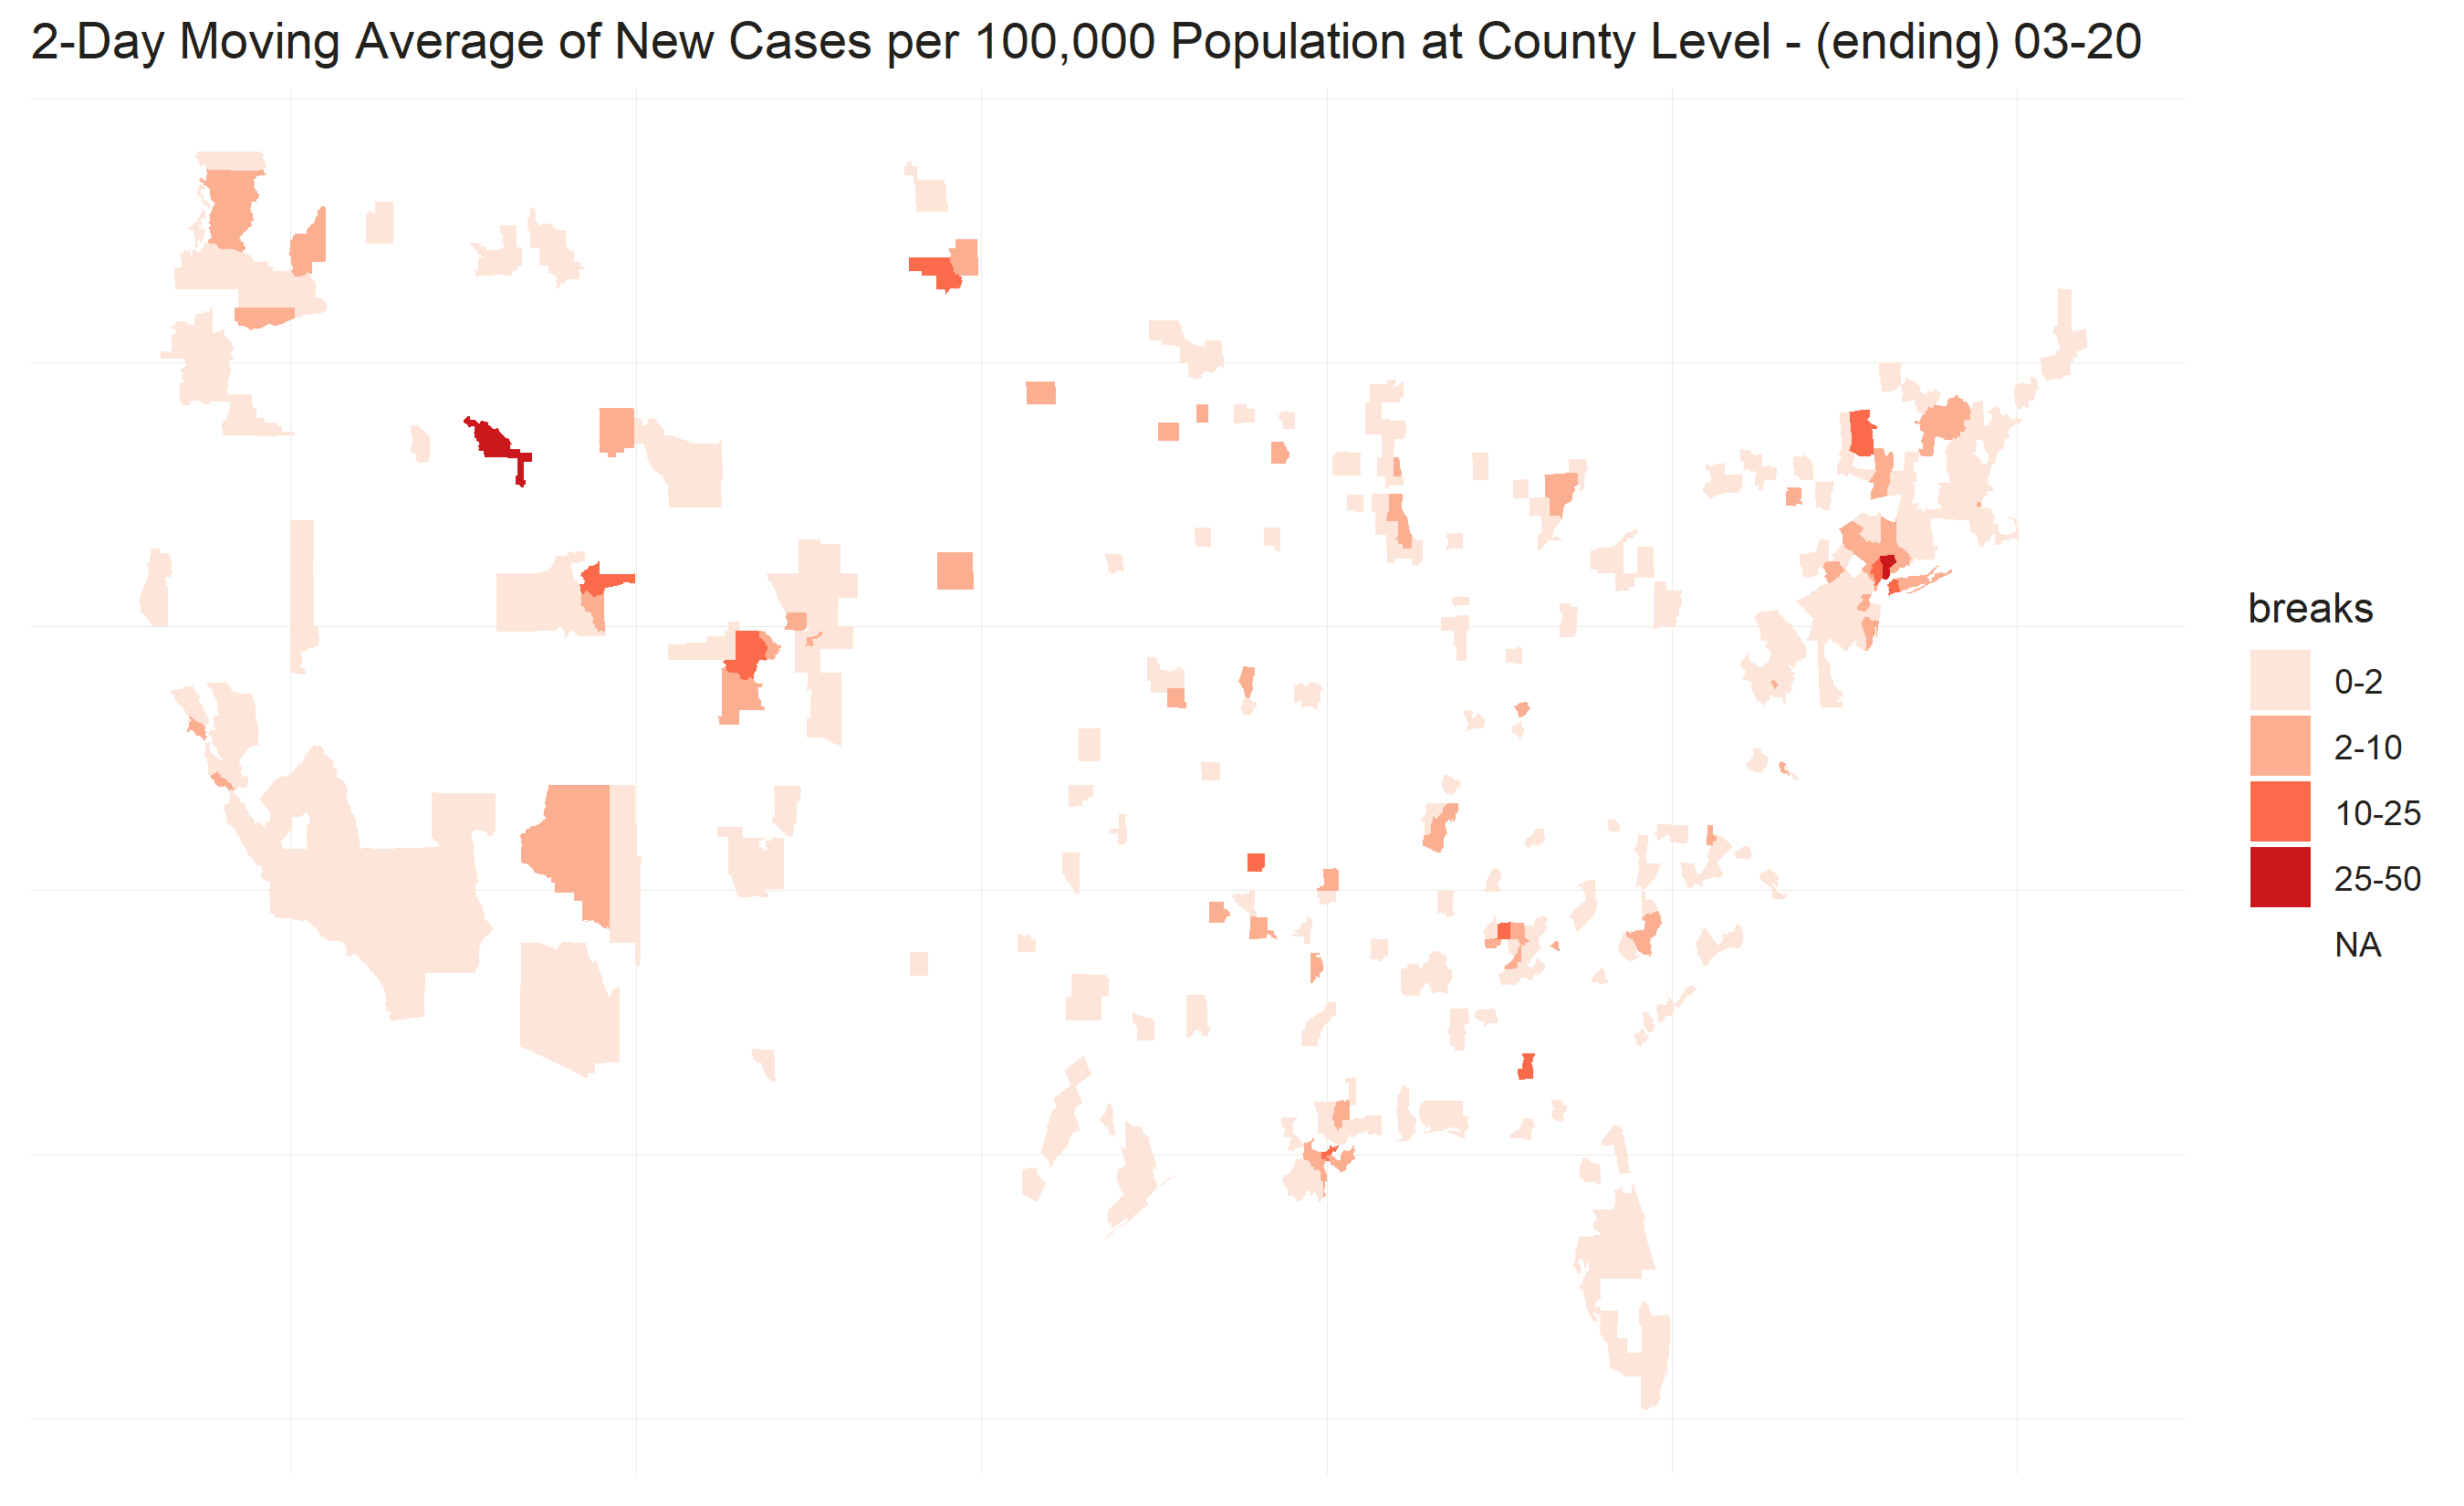 2-Day Moving Average of New Cases per 100,000 Population at County Level - (ending) 03-20
breaks
0-2
2-10
10-25
25-50
NA